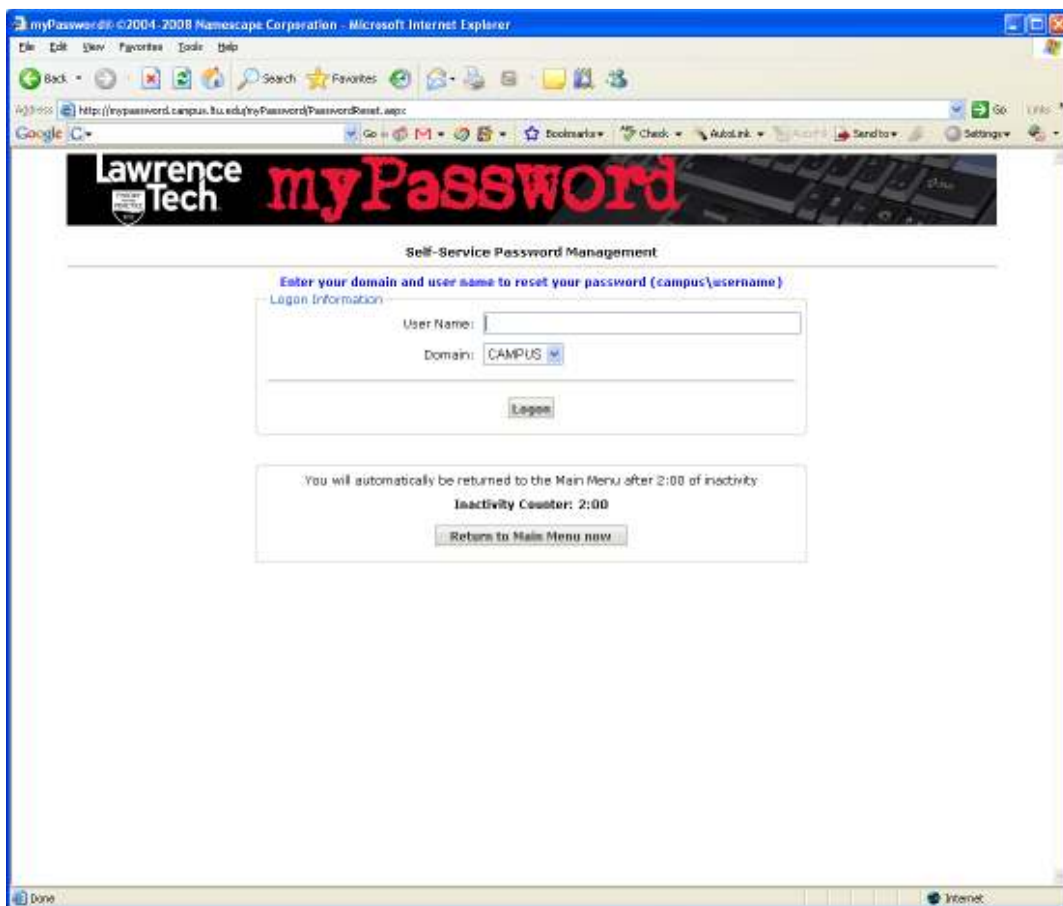 myPassword® ©2004-2008 Namescape Corporation - Microsoft Internet Explorer
File Edit View Favorites Tools Help
Back Search Favorites
Address http://mypassword.campus.ltu.edu/myPassword/PasswordReset.aspx Go Links
Google Go Bookmarks Check AutoLink Send to Settings
Lawrence Tech
myPassword
Self-Service Password Management
Enter your domain and user name to reset your password (campus\username)
Logon Information
User Name:
Domain: CAMPUS
Logon
You will automatically be returned to the Main Menu after 2:00 of inactivity
Inactivity Counter: 2:00
Return to Main Menu now
Done Internet